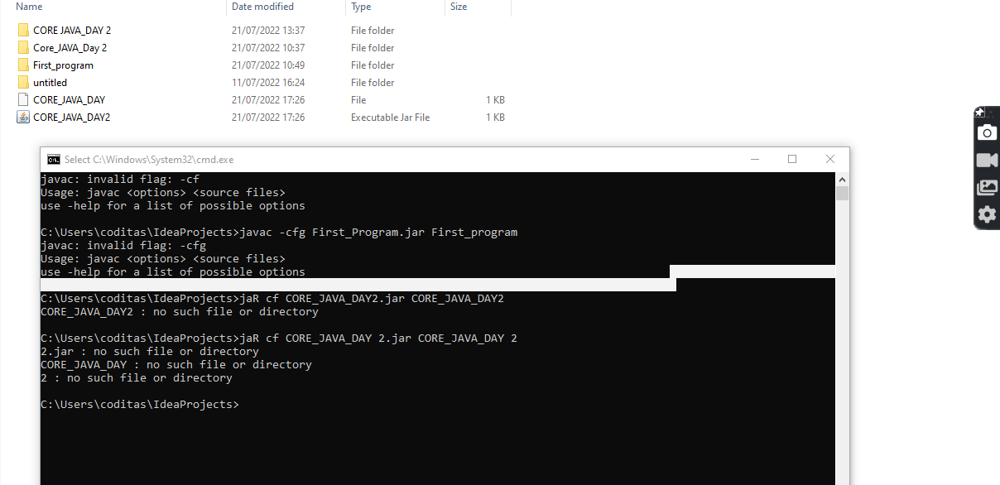 Name Date modified Type Size
CORE JAVA_DAY 2 21/07/2022 13:37 File folder
Core_JAVA_Day 2 21/07/2022 10:37 File folder
First_program 21/07/2022 10:49 File folder
untitled 11/07/2022 16:24 File folder
CORE_JAVA_DAY 21/07/2022 17:26 File 1 KB
CORE_JAVA_DAY2 21/07/2022 17:26 Executable Jar File 1 KB
Select C:\Windows\System32\cmd.exe
javac: invalid flag: -cf
Usage: javac <options> <source files>
use -help for a list of possible options
C:\Users\coditas\IdeaProjects>javac -cfg First_Program.jar First_program
javac: invalid flag: -cfg
Usage: javac <options> <source files>
use -help for a list of possible options
C:\Users\coditas\IdeaProjects>jaR cf CORE_JAVA_DAY2.jar CORE_JAVA_DAY2
CORE_JAVA_DAY2 : no such file or directory
C:\Users\coditas\IdeaProjects>jaR cf CORE_JAVA_DAY 2.jar CORE_JAVA_DAY 2
2.jar : no such file or directory
CORE_JAVA_DAY : no such file or directory
2 : no such file or directory
C:\Users\coditas\IdeaProjects>